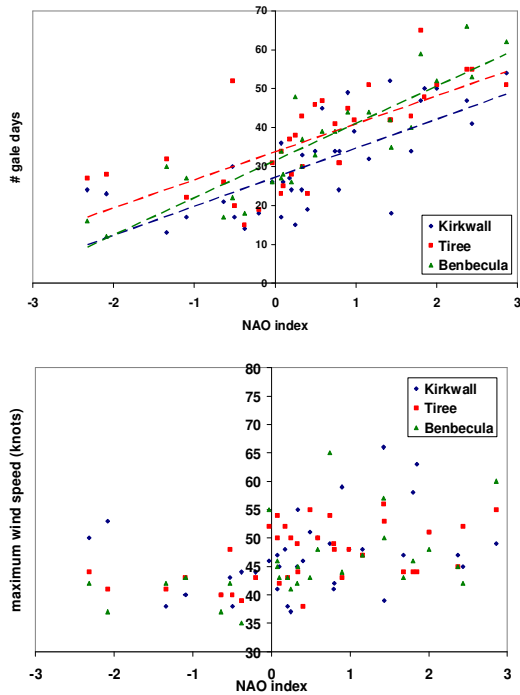 70
60
50
40
30
20
10
0
# gale days
-3 -2 -1 0 1 2 3
NAO index
Kirkwall
Tiree
Benbecula
80
75
70
65
60
55
50
45
40
35
30
maximum wind speed (knots)
-3 -2 -1 0 1 2 3
NAO index
Kirkwall
Tiree
Benbecula